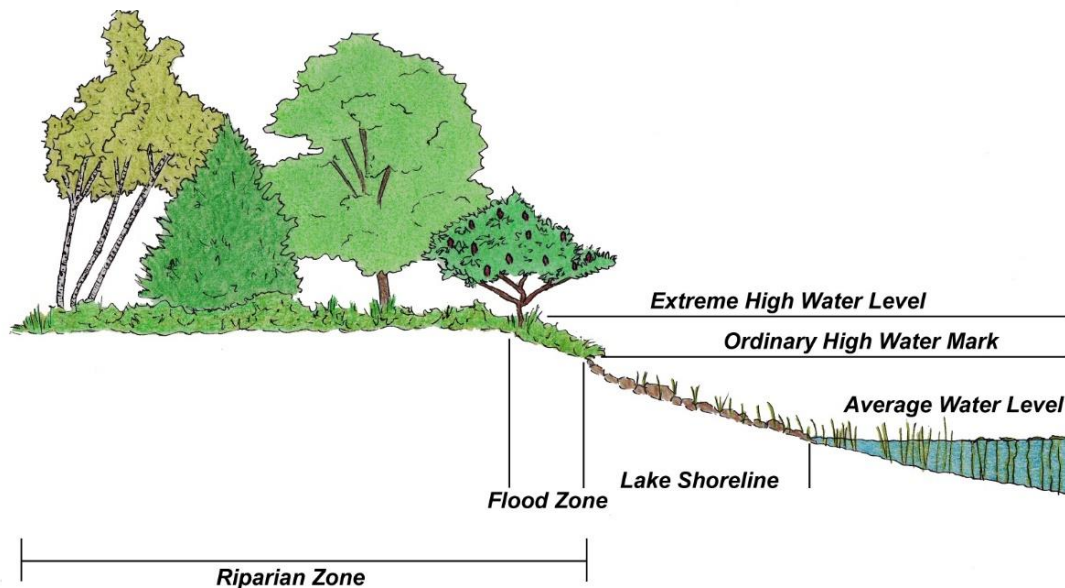 Extreme High Water Level
Ordinary High Water Mark
Average Water Level
Lake Shoreline
Flood Zone
Riparian Zone